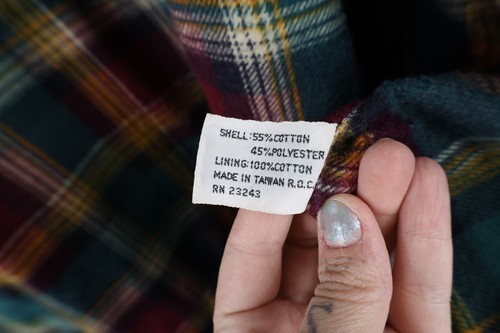 SHELL:55%COTTON
45%POLYESTER
LINING:100%COTTON
MADE IN TAIWAN R.O.C.
RN 23243